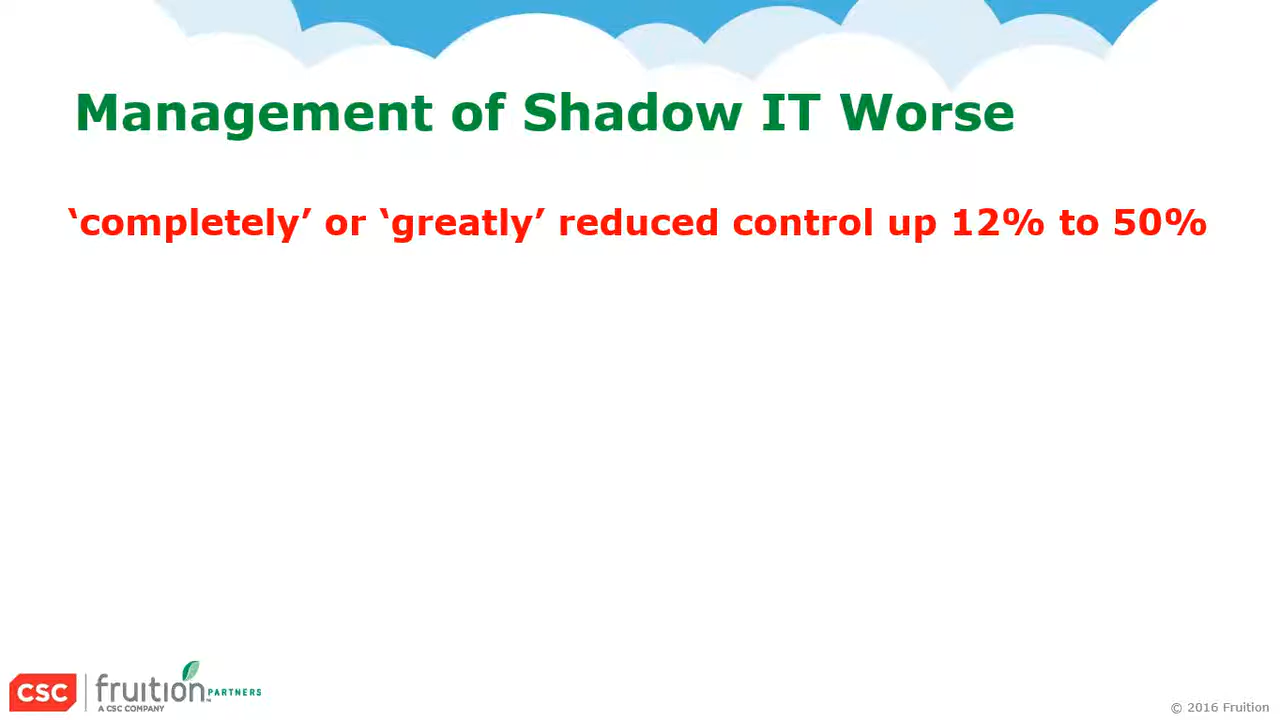 Management of Shadow IT Worse
‘completely’ or ‘greatly’ reduced control up 12% to 50%
CSC
fruition PARTNERS
A CSC COMPANY
© 2016 Fruition